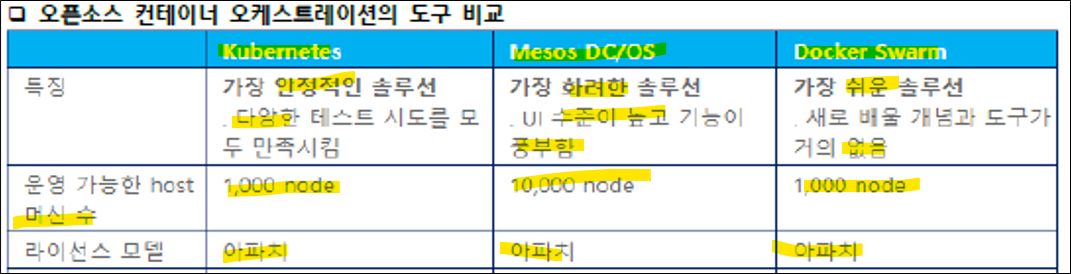 ❑ 오픈소스 컨테이너 오케스트레이션의 도구 비교
Kubernetes Mesos DC/OS Docker Swarm
특징 가장 안정적인 솔루션 가장 화려한 솔루션 가장 쉬운 솔루션
. 다양한 테스트 시도를 모 . UI 수준이 높고 기능이 . 새로 배울 개념과 도구가
두 만족시킴 풍부함 거의 없음
운영 가능한 host 1,000 node 10,000 node 1,000 node
머신 수
라이선스 모델 아파치 아파치 아파치